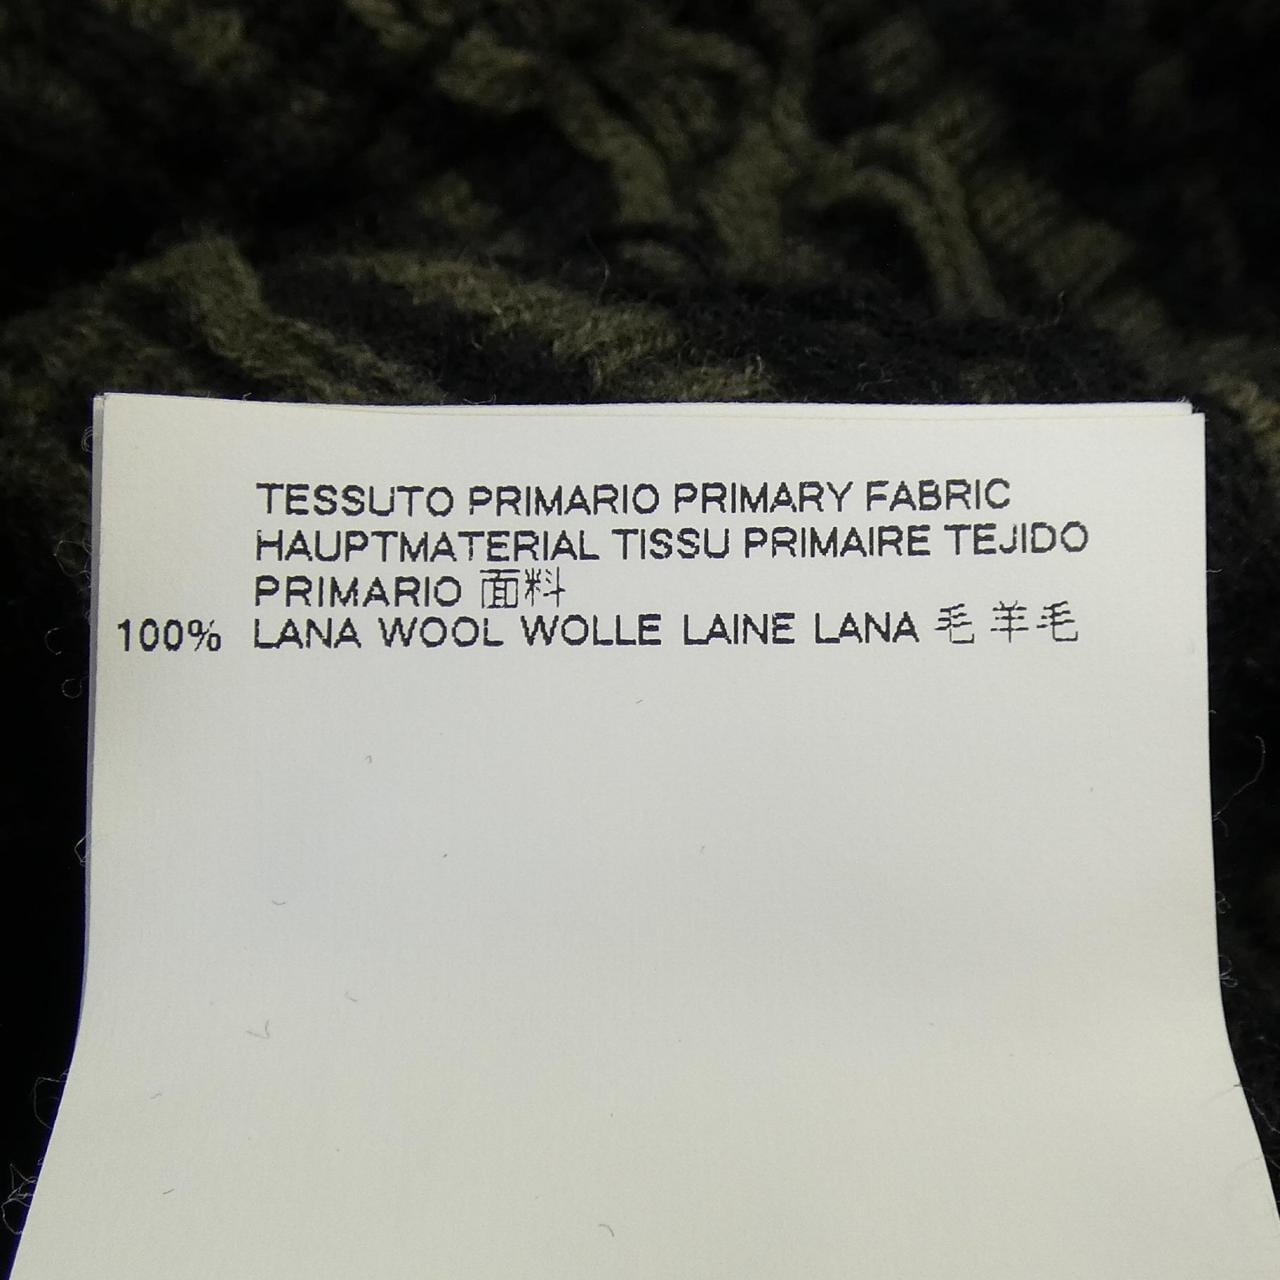 TESSUTO PRIMARIO PRIMARY FABRIC
HAUPTMATERIAL TISSU PRIMAIRE TEJIDO
PRIMARIO 面料
100% LANA WOOL WOLLE LAINE LANA 毛 羊毛